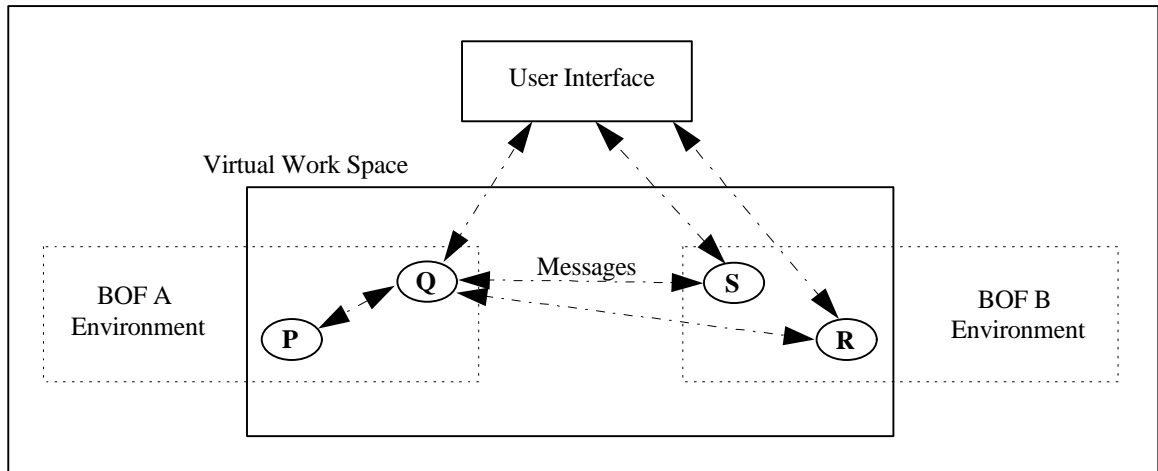 User Interface
Virtual Work Space
Messages
Q
S
BOF A
Environment
BOF B
Environment
P
R